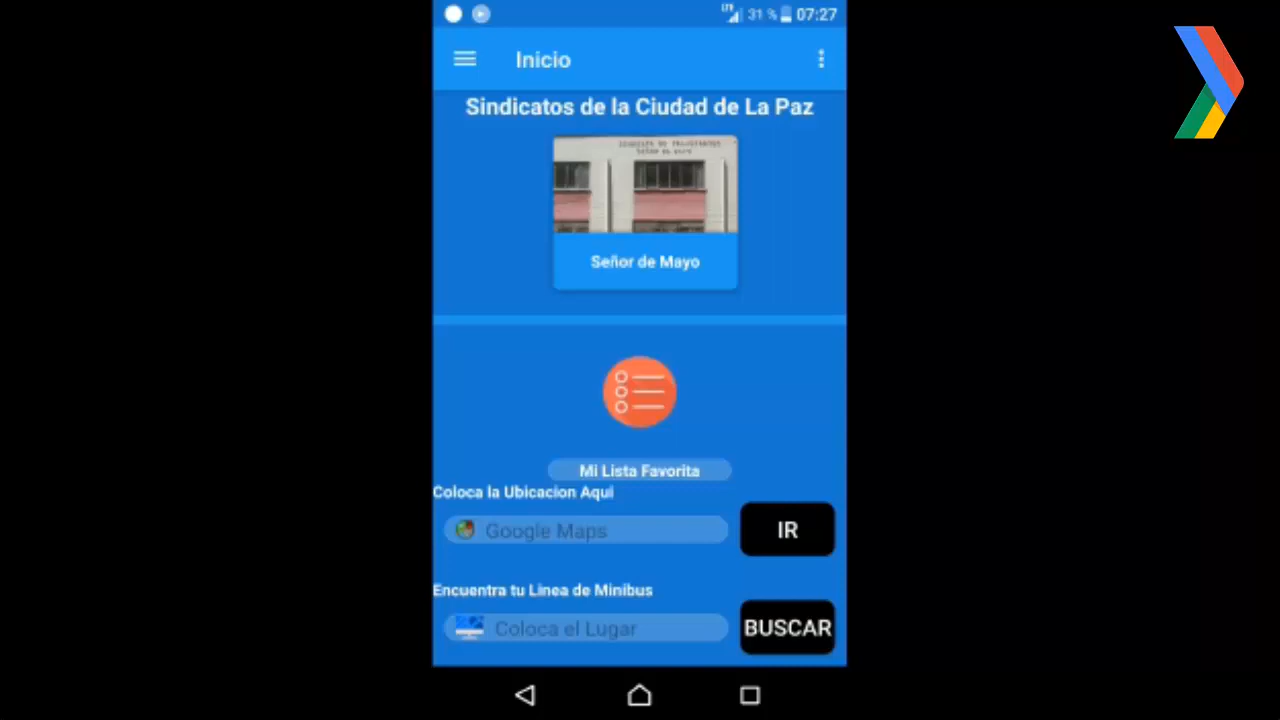 LTE 31 % 07:27
Inicio
Sindicatos de la Ciudad de La Paz
Señor de Mayo
Mi Lista Favorita
Coloca la Ubicacion Aqui
Google Maps
IR
Encuentra tu Linea de Minibus
Coloca el Lugar
BUSCAR